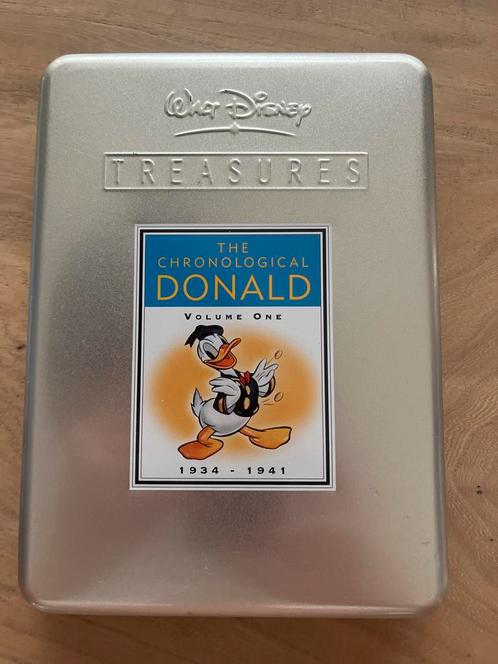 Walt Disney
TREASURES
THE
CHRONOLOGICAL
DONALD
VOLUME ONE
1934 - 1941